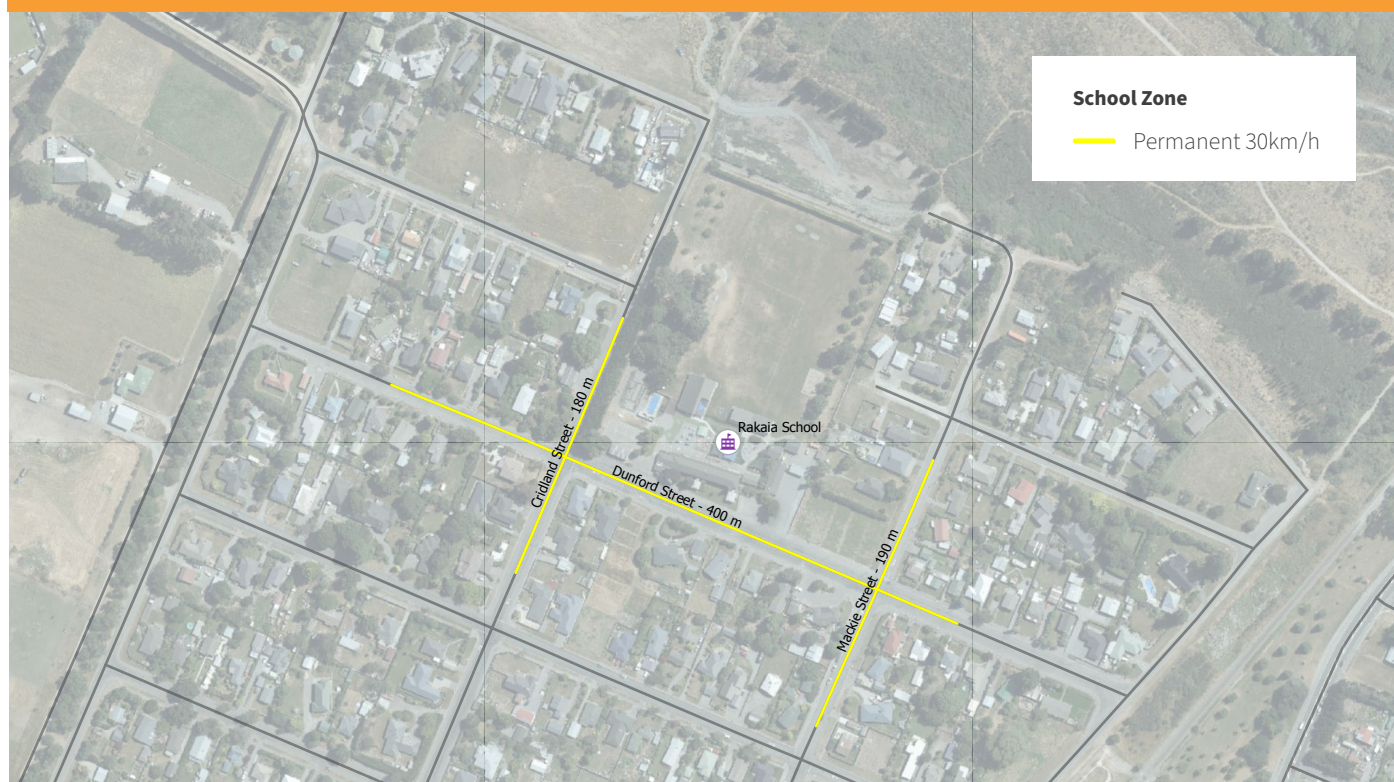 School Zone
Permanent 30km/h
Rakaia School
Cridland Street - 180 m
Dunford Street - 400 m
Mackie Street - 190 m